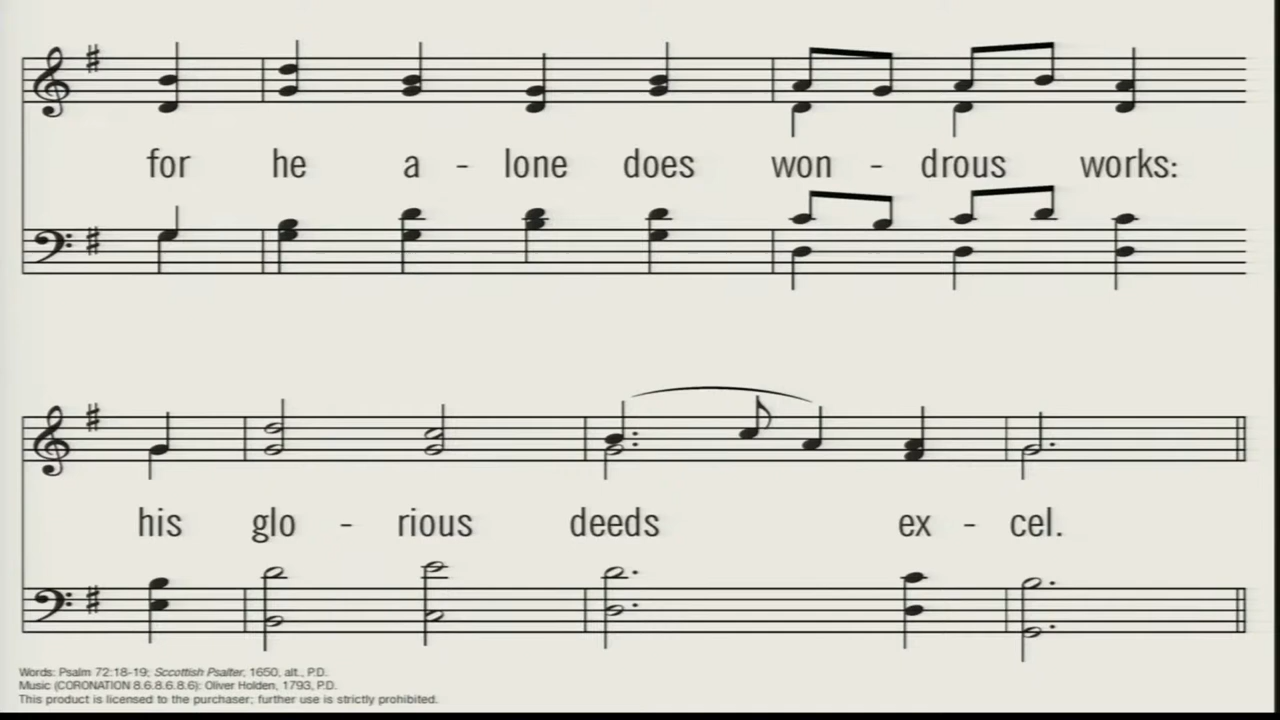 for he a - lone does won - drous works:
his glo - rious deeds ex - cel.
Words: Psalm 72:18-19; Sccottish Psalter, 1650, alt., P.D.
Music (CORONATION 8.6.8.6.8.6): Oliver Holden, 1793, P.D.
This product is licensed to the purchaser; further use is strictly prohibited.